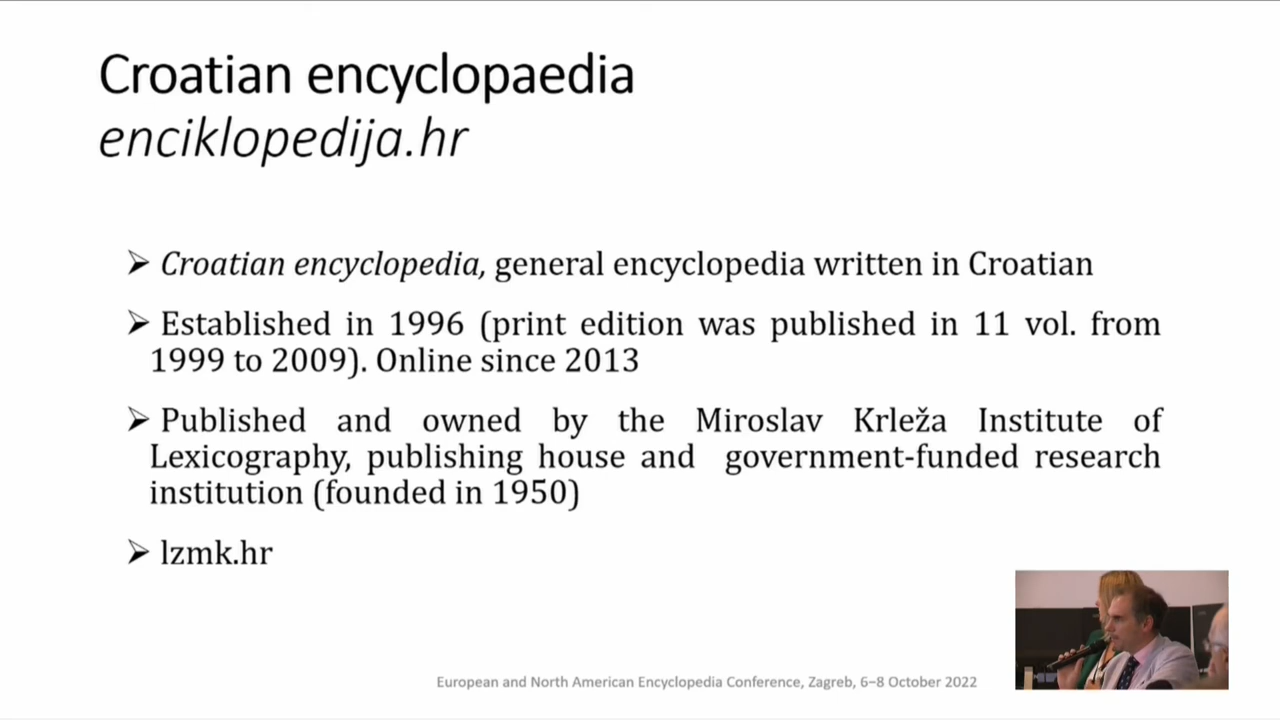 Croatian encyclopaedia
enciklopedija.hr
➢ Croatian encyclopedia, general encyclopedia written in Croatian
➢ Established in 1996 (print edition was published in 11 vol. from
1999 to 2009). Online since 2013
➢ Published and owned by the Miroslav Krleža Institute of
Lexicography, publishing house and government-funded research
institution (founded in 1950)
➢ lzmk.hr
European and North American Encyclopedia Conference, Zagreb, 6–8 October 2022